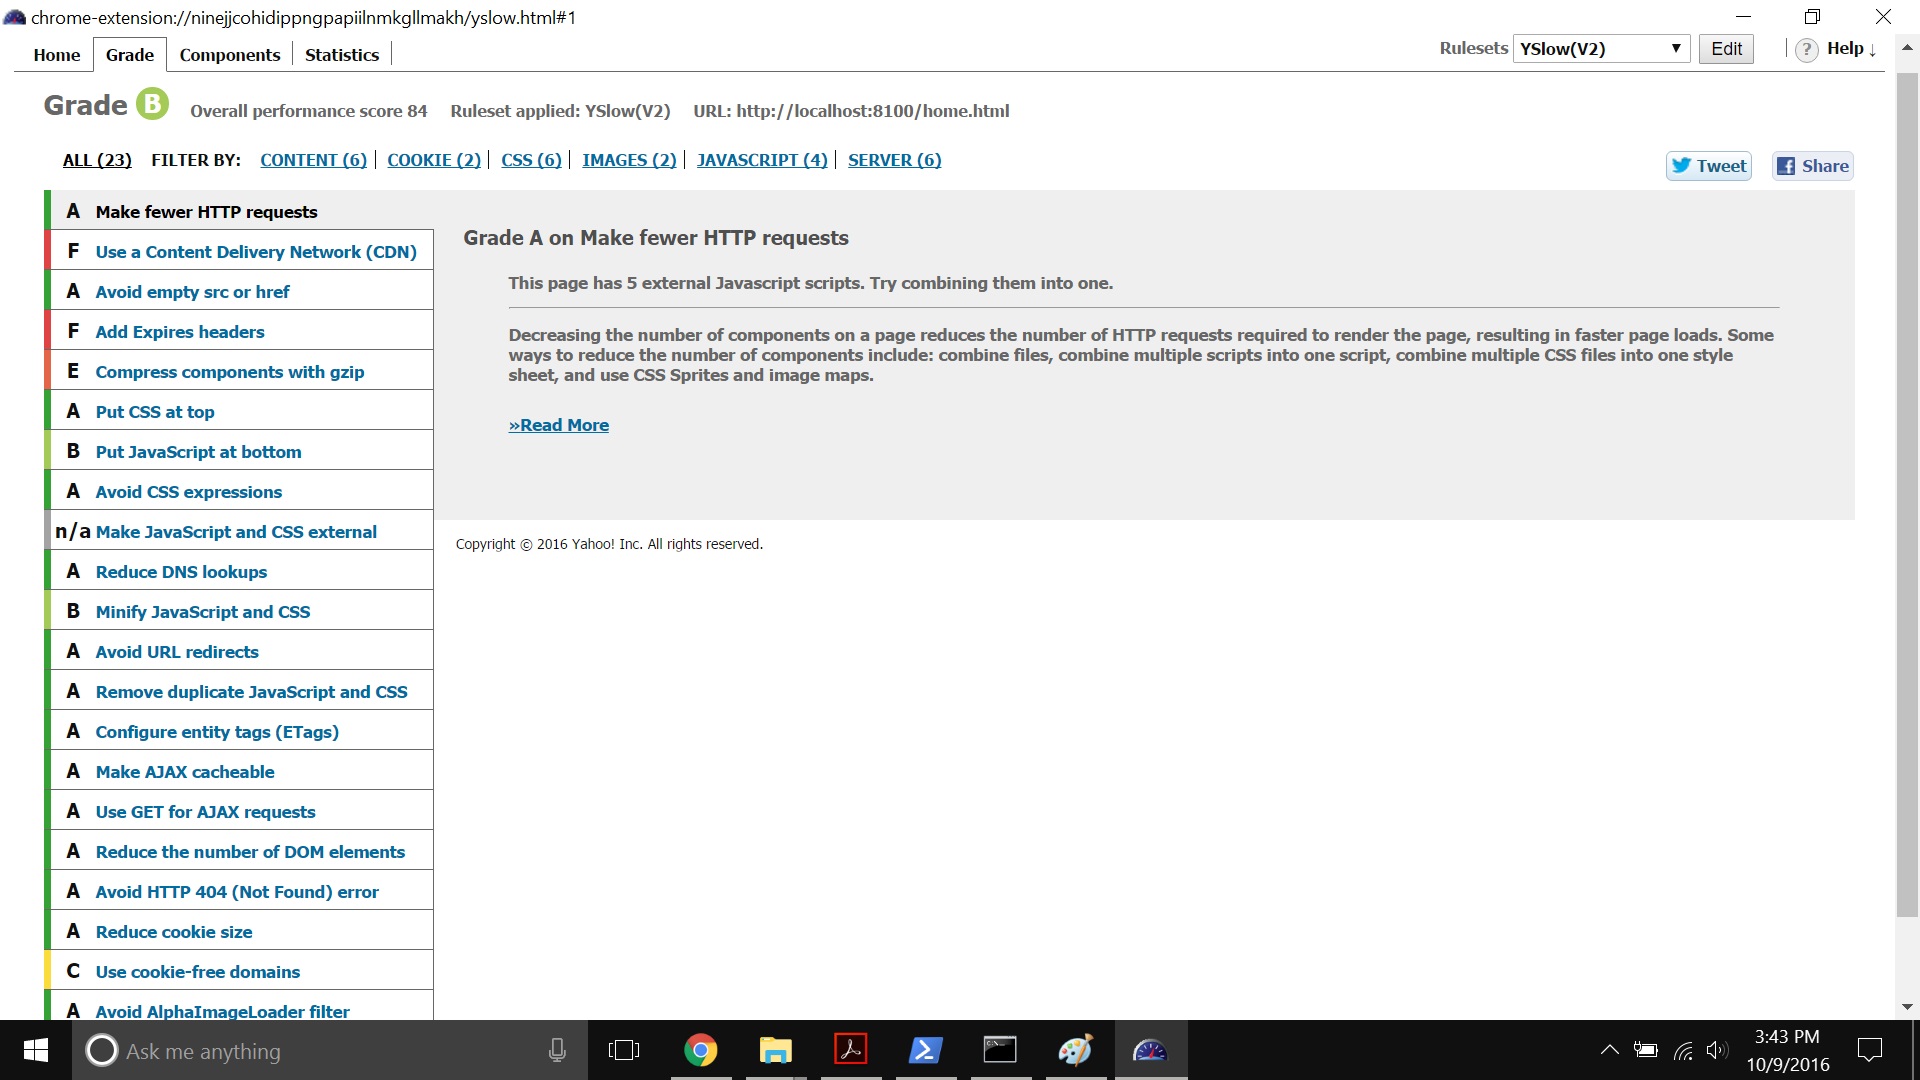 chrome-extension://ninejjcohidippngpapiilnmkgllmakh/yslow.html#1
Home Grade Components Statistics
Rulesets YSlow(V2) Edit ? Help ↓
Grade B Overall performance score 84 Ruleset applied: YSlow(V2) URL: http://localhost:8100/home.html
ALL (23) FILTER BY: CONTENT (6) COOKIE (2) CSS (6) IMAGES (2) JAVASCRIPT (4) SERVER (6)
Tweet Share
A Make fewer HTTP requests
F Use a Content Delivery Network (CDN)
A Avoid empty src or href
F Add Expires headers
E Compress components with gzip
A Put CSS at top
B Put JavaScript at bottom
A Avoid CSS expressions
n/a Make JavaScript and CSS external
A Reduce DNS lookups
B Minify JavaScript and CSS
A Avoid URL redirects
A Remove duplicate JavaScript and CSS
A Configure entity tags (ETags)
A Make AJAX cacheable
A Use GET for AJAX requests
A Reduce the number of DOM elements
A Avoid HTTP 404 (Not Found) error
A Reduce cookie size
C Use cookie-free domains
A Avoid AlphaImageLoader filter
Grade A on Make fewer HTTP requests
This page has 5 external Javascript scripts. Try combining them into one.
Decreasing the number of components on a page reduces the number of HTTP requests required to render the page, resulting in faster page loads. Some
ways to reduce the number of components include: combine files, combine multiple scripts into one script, combine multiple CSS files into one style
sheet, and use CSS Sprites and image maps.
»Read More
Copyright © 2016 Yahoo! Inc. All rights reserved.
Ask me anything
3:43 PM
10/9/2016